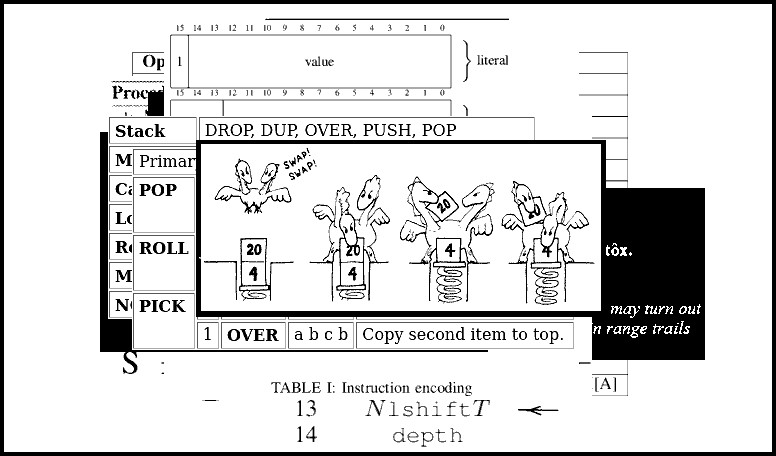 15 14 13 12 11 10 9 8 7 6 5 4 3 2 1 0
1 value literal
Op
15 14 13 12 11 10 9 8 7 6 5 4 3 2 1 0
Proced
Stack DROP, DUP, OVER, PUSH, POP
M Primar
SWAP!
SWAP!
POP
Ca
Lo
20 20 20 20
4 4 4 4
Re ROLL
tôx.
M
N PICK
may turn out
n range trails
1 OVER a b c b Copy second item to top.
S :
[A]
TABLE I: Instruction encoding
13 NlshiftT
14 depth